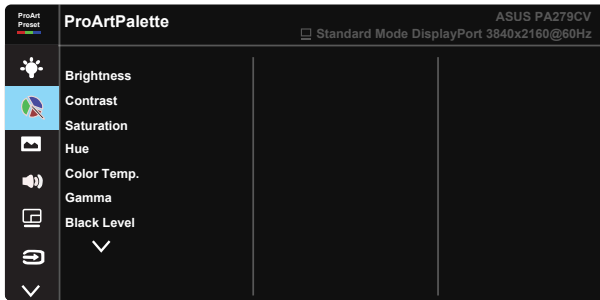 ProArt
Preset
ProArtPalette
ASUS PA279CV
Standard Mode DisplayPort 3840x2160@60Hz
Brightness
Contrast
Saturation
Hue
Color Temp.
Gamma
Black Level